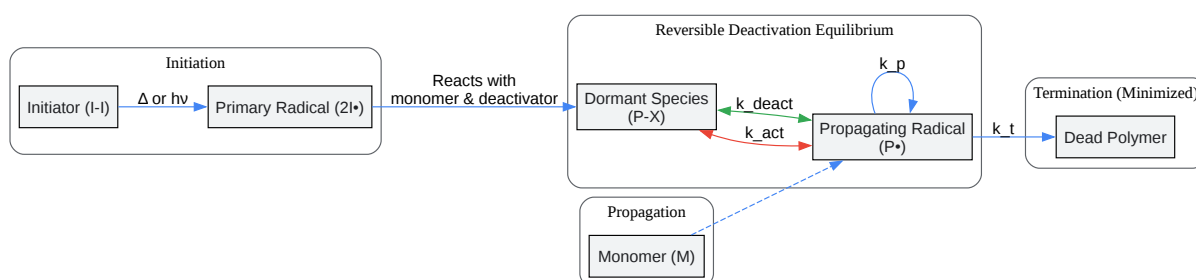 Initiation
Initiator (I-I)
Δ or hν
Primary Radical (2I•)
Reacts with
monomer & deactivator
Reversible Deactivation Equilibrium
Dormant Species
(P-X)
k_deact
k_act
k_p
Propagating Radical
(P•)
k_t
Termination (Minimized)
Dead Polymer
Propagation
Monomer (M)